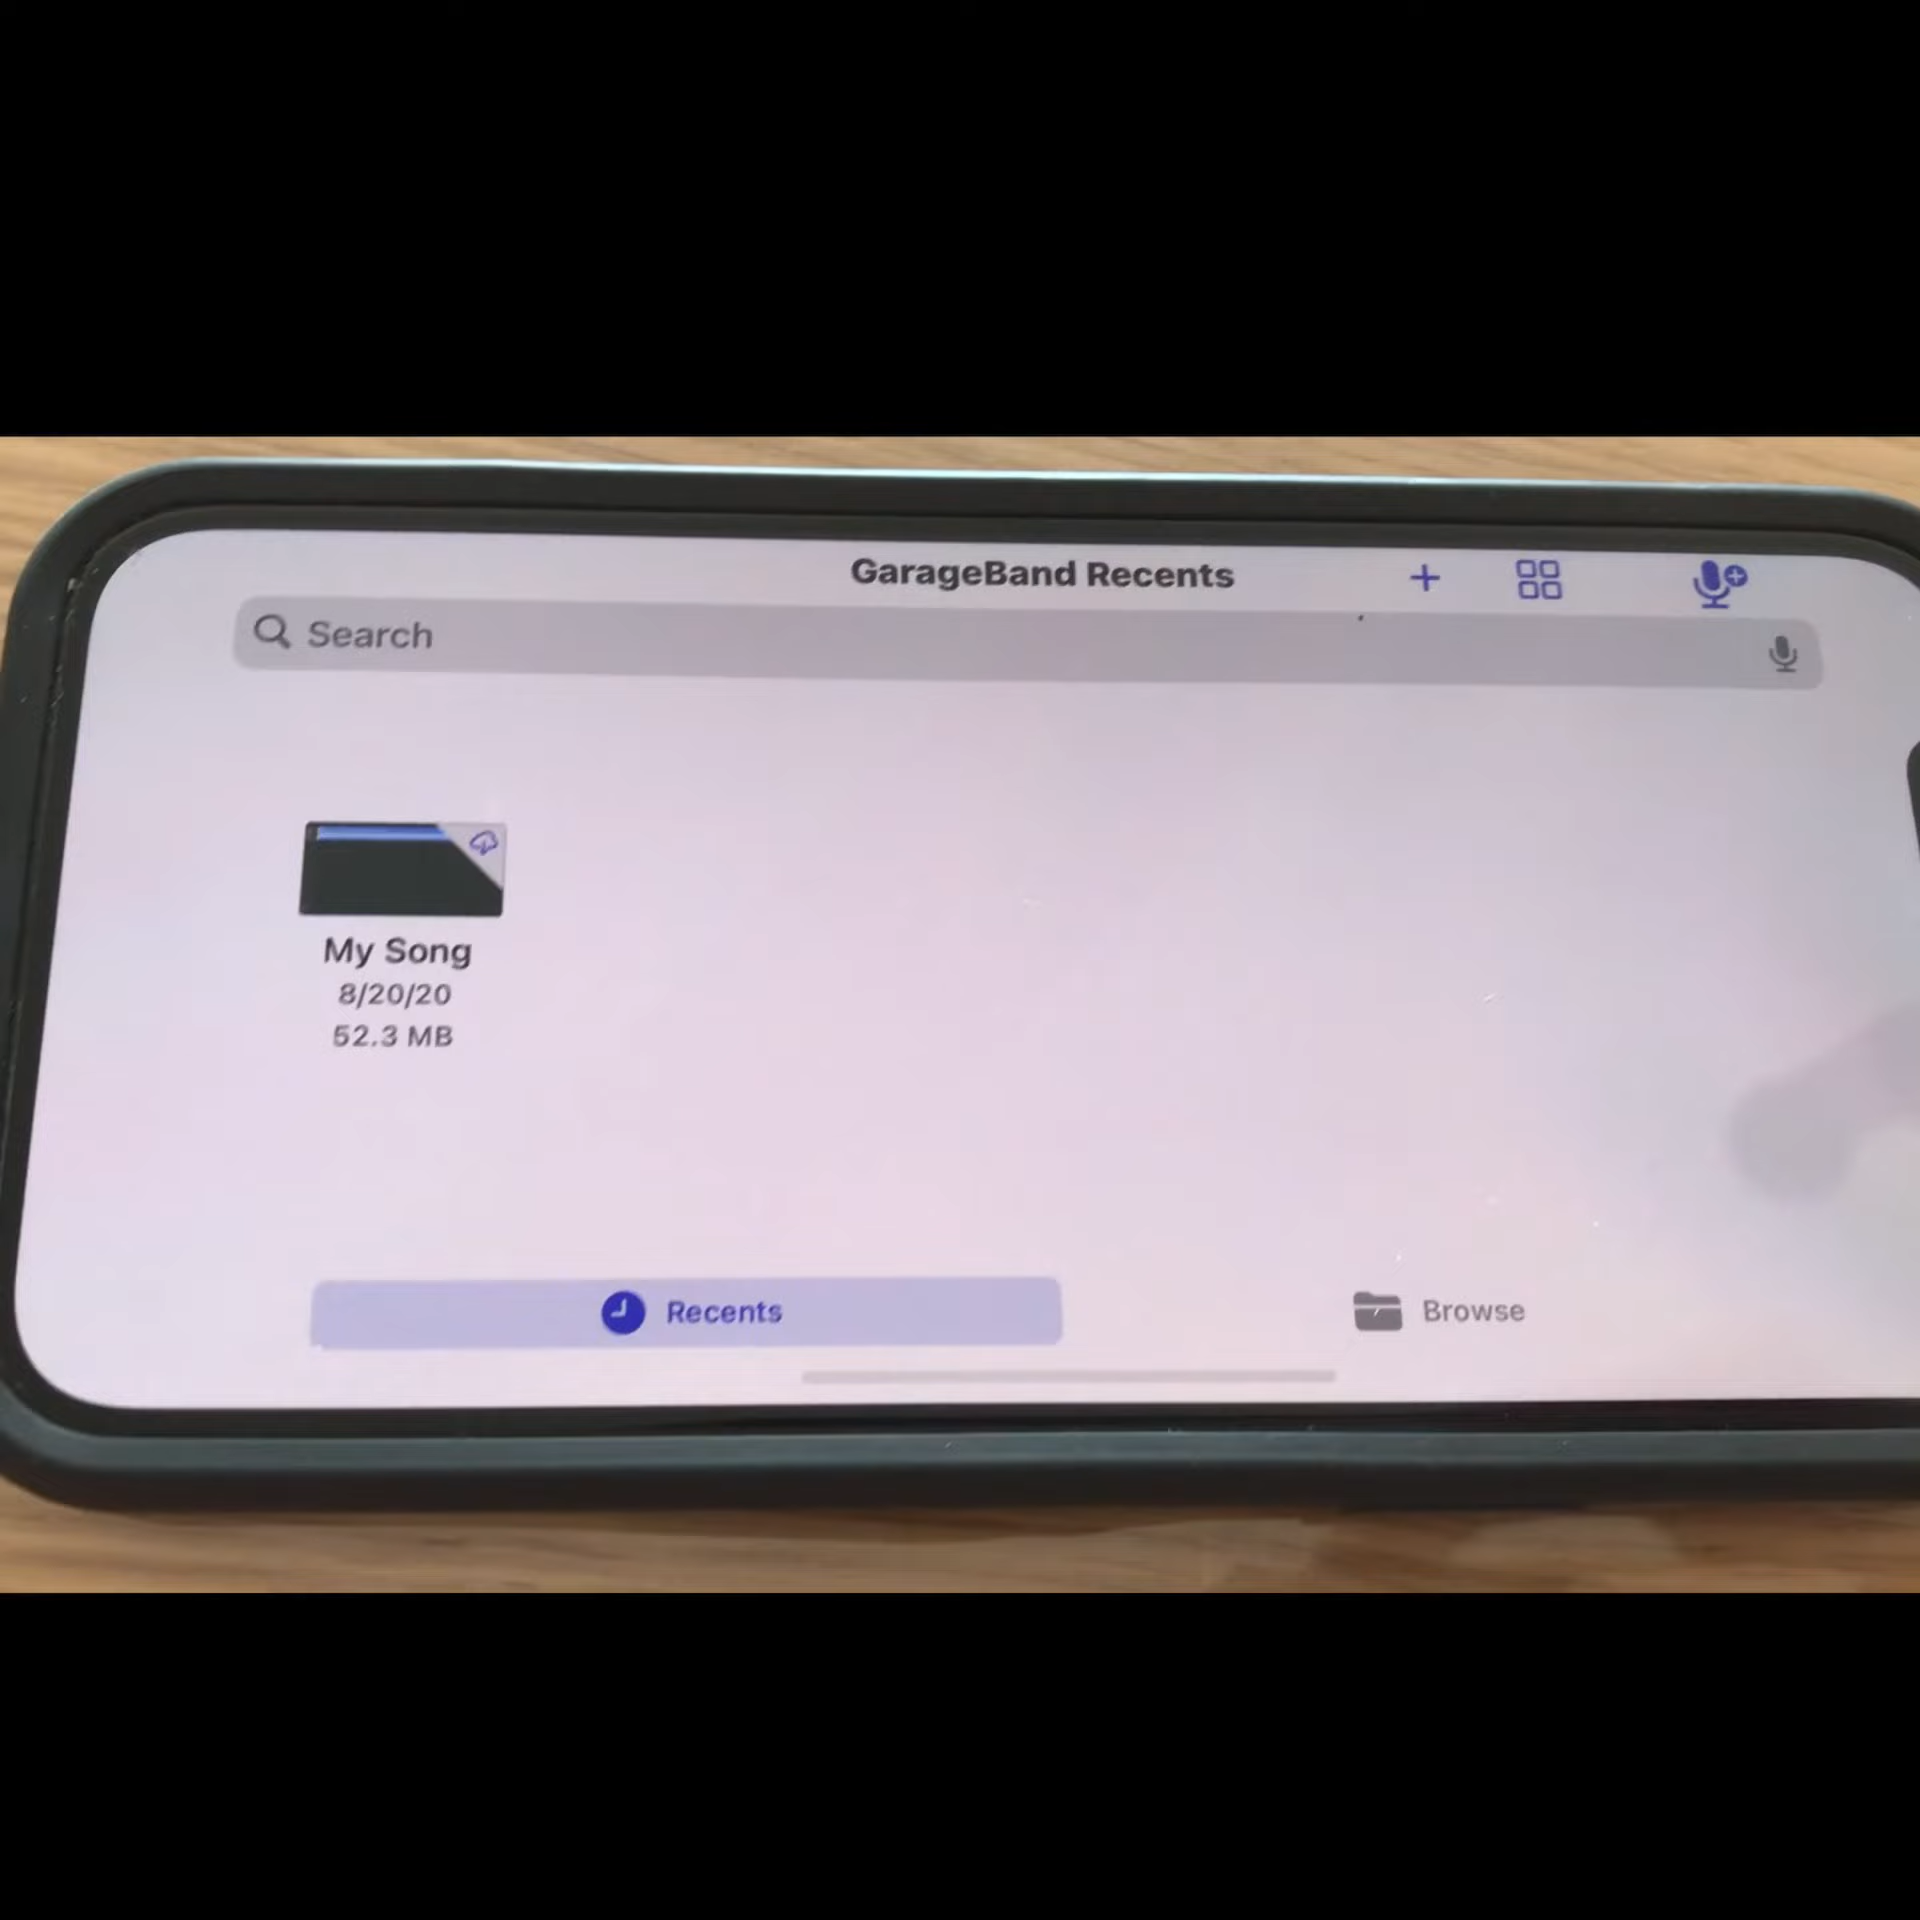 GarageBand Recents
Search
My Song
8/20/20
52.3 MB
Recents
Browse